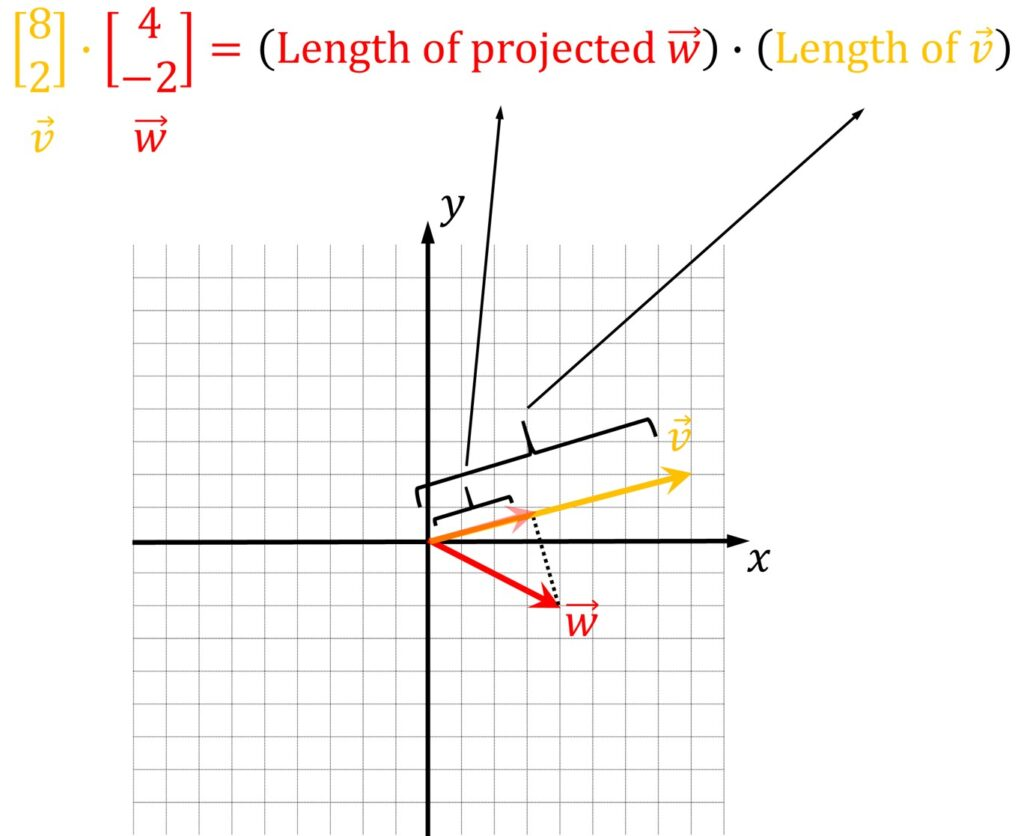 [8 2] · [4 −2] = (Length of projected w⃗) · (Length of v⃗)
v⃗ w⃗
y
v⃗
x
w⃗